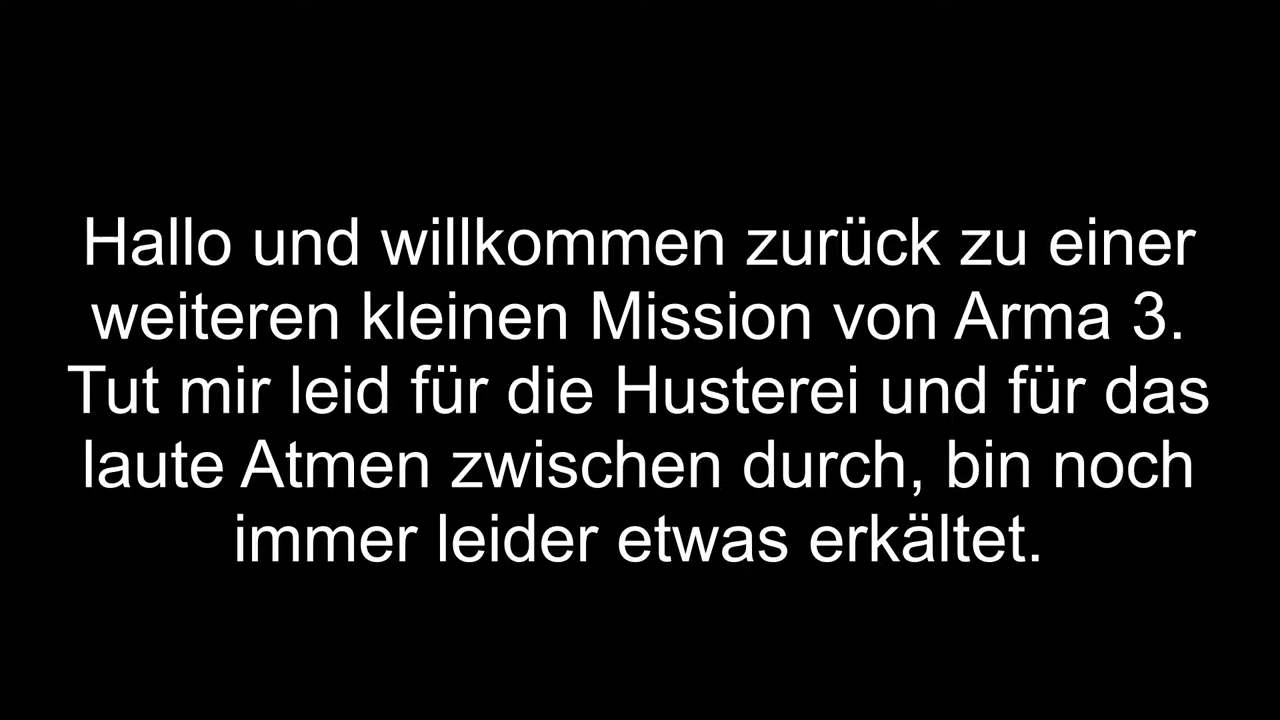 Hallo und willkommen zurück zu einer
weiteren kleinen Mission von Arma 3.
Tut mir leid für die Husterei und für das
laute Atmen zwischen durch, bin noch
immer leider etwas erkältet.